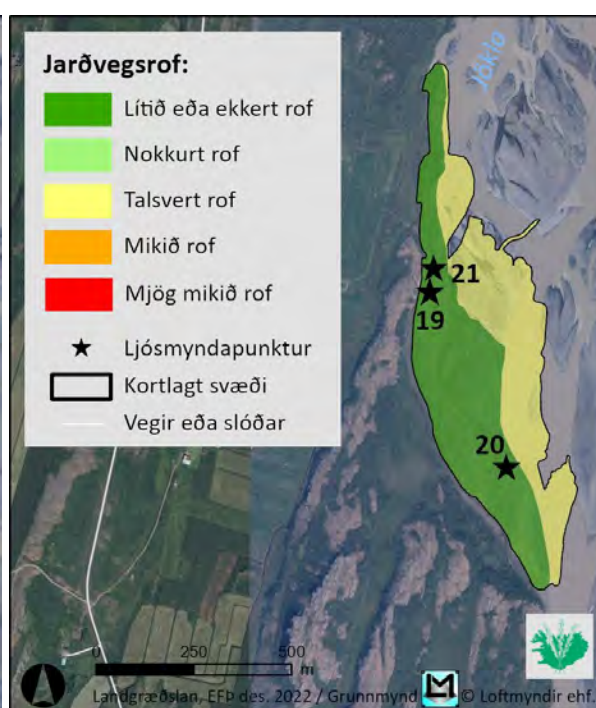 Jarðvegsrof:
Lítið eða ekkert rof
Nokkurt rof
Talsvert rof
Mikið rof
Mjög mikið rof
Ljósmyndapunktur
Kortlagt svæði
Vegir eða slóðar
21
19
20
0 250 500
m
Landgræðslan, EFÞ des. 2022 / Grunnmynd © Loftmyndir ehf.